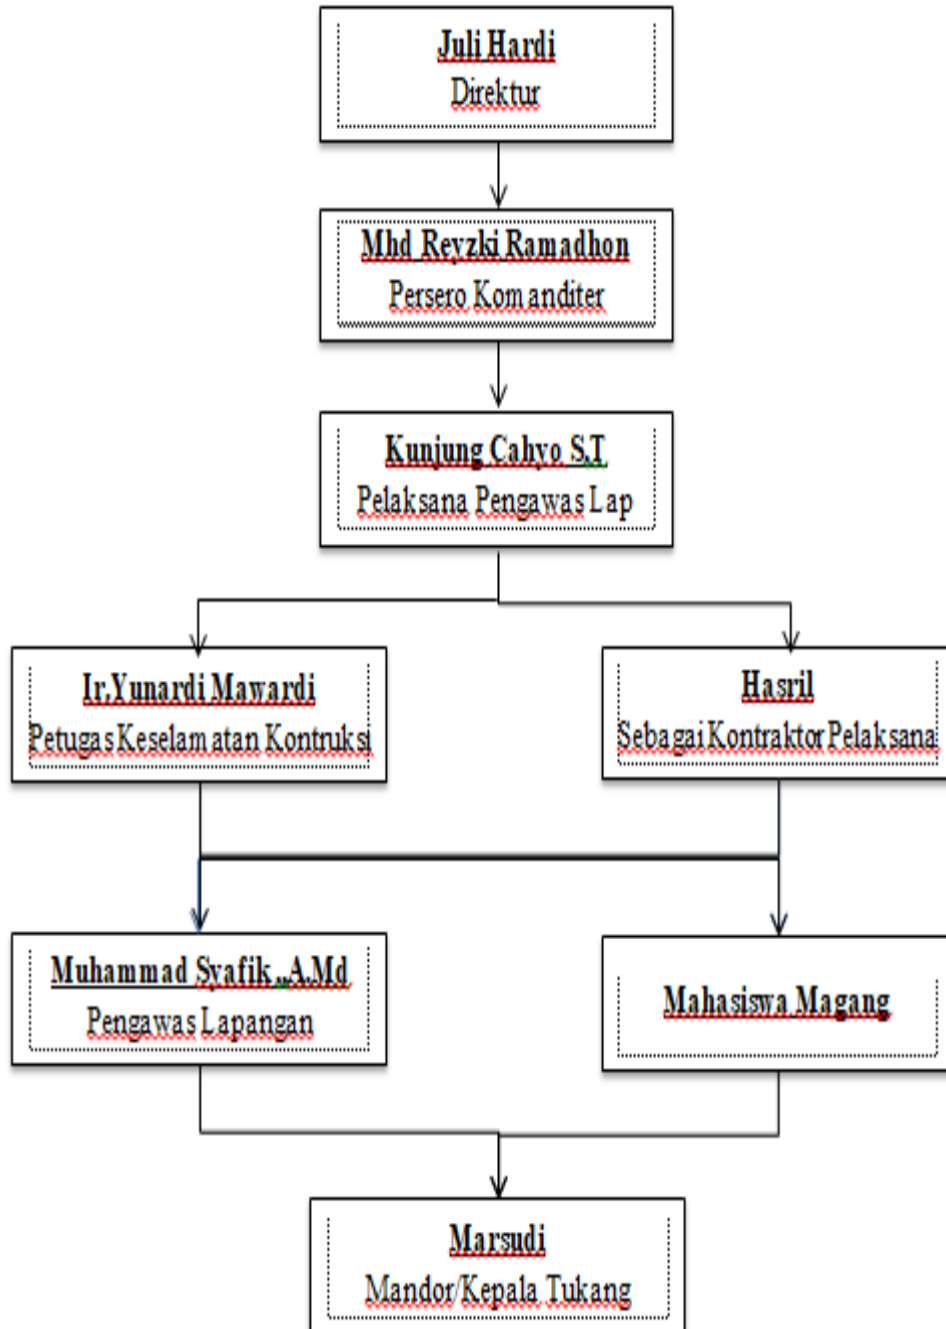 Juli Hardi
Direktur
Mhd Reyzki Ramadhon
Persero Komanditer
Kunjung Cahyo S.T
Pelaksana Pengawas Lap
Ir.Yunardi Mawardi
Petugas Keselamatan Kontruksi
Hasril
Sebagai Kontraktor Pelaksana
Muhammad Syafik ,.A.Md
Pengawas Lapangan
Mahasiswa Magang
Marsudi
Mandor/Kepala Tukang